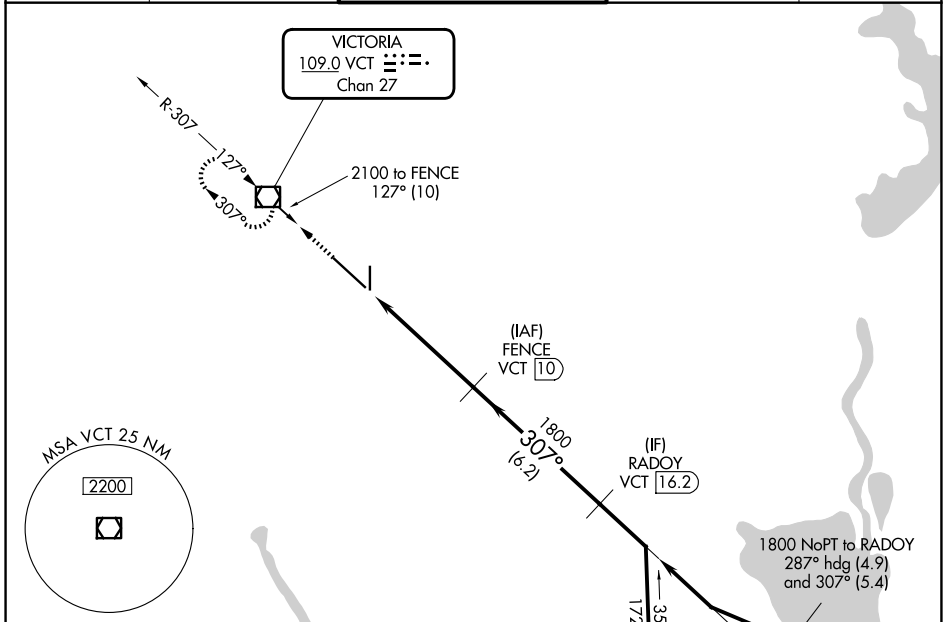 VICTORIA
109.0 VCT
Chan 27
R-307
127°
307°
2100 to FENCE
127° (10)
(IAF)
FENCE
VCT 10
1800
307°
(6.2)
(IF)
RADOY
VCT 16.2
MSA VCT 25 NM
2200
1800 NoPT to RADOY
287° hdg (4.9)
and 307° (5.4)